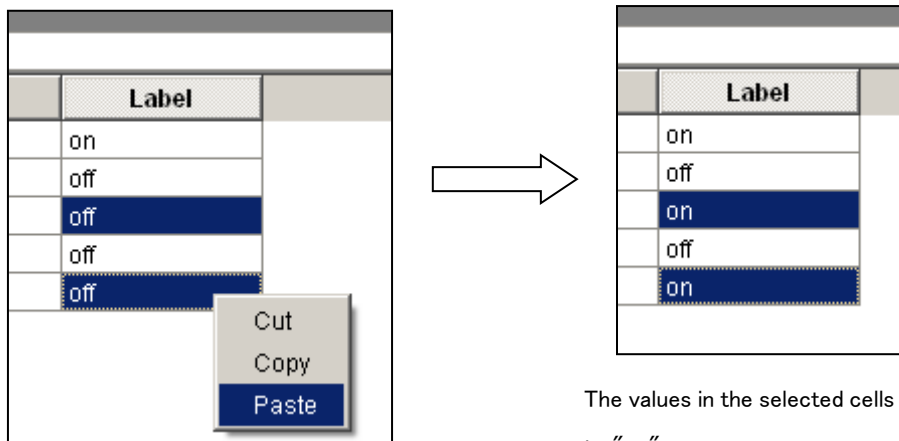 Label
on
off
off
off
off
Cut
Copy
Paste
Label
on
off
on
off
on
The values in the selected cells